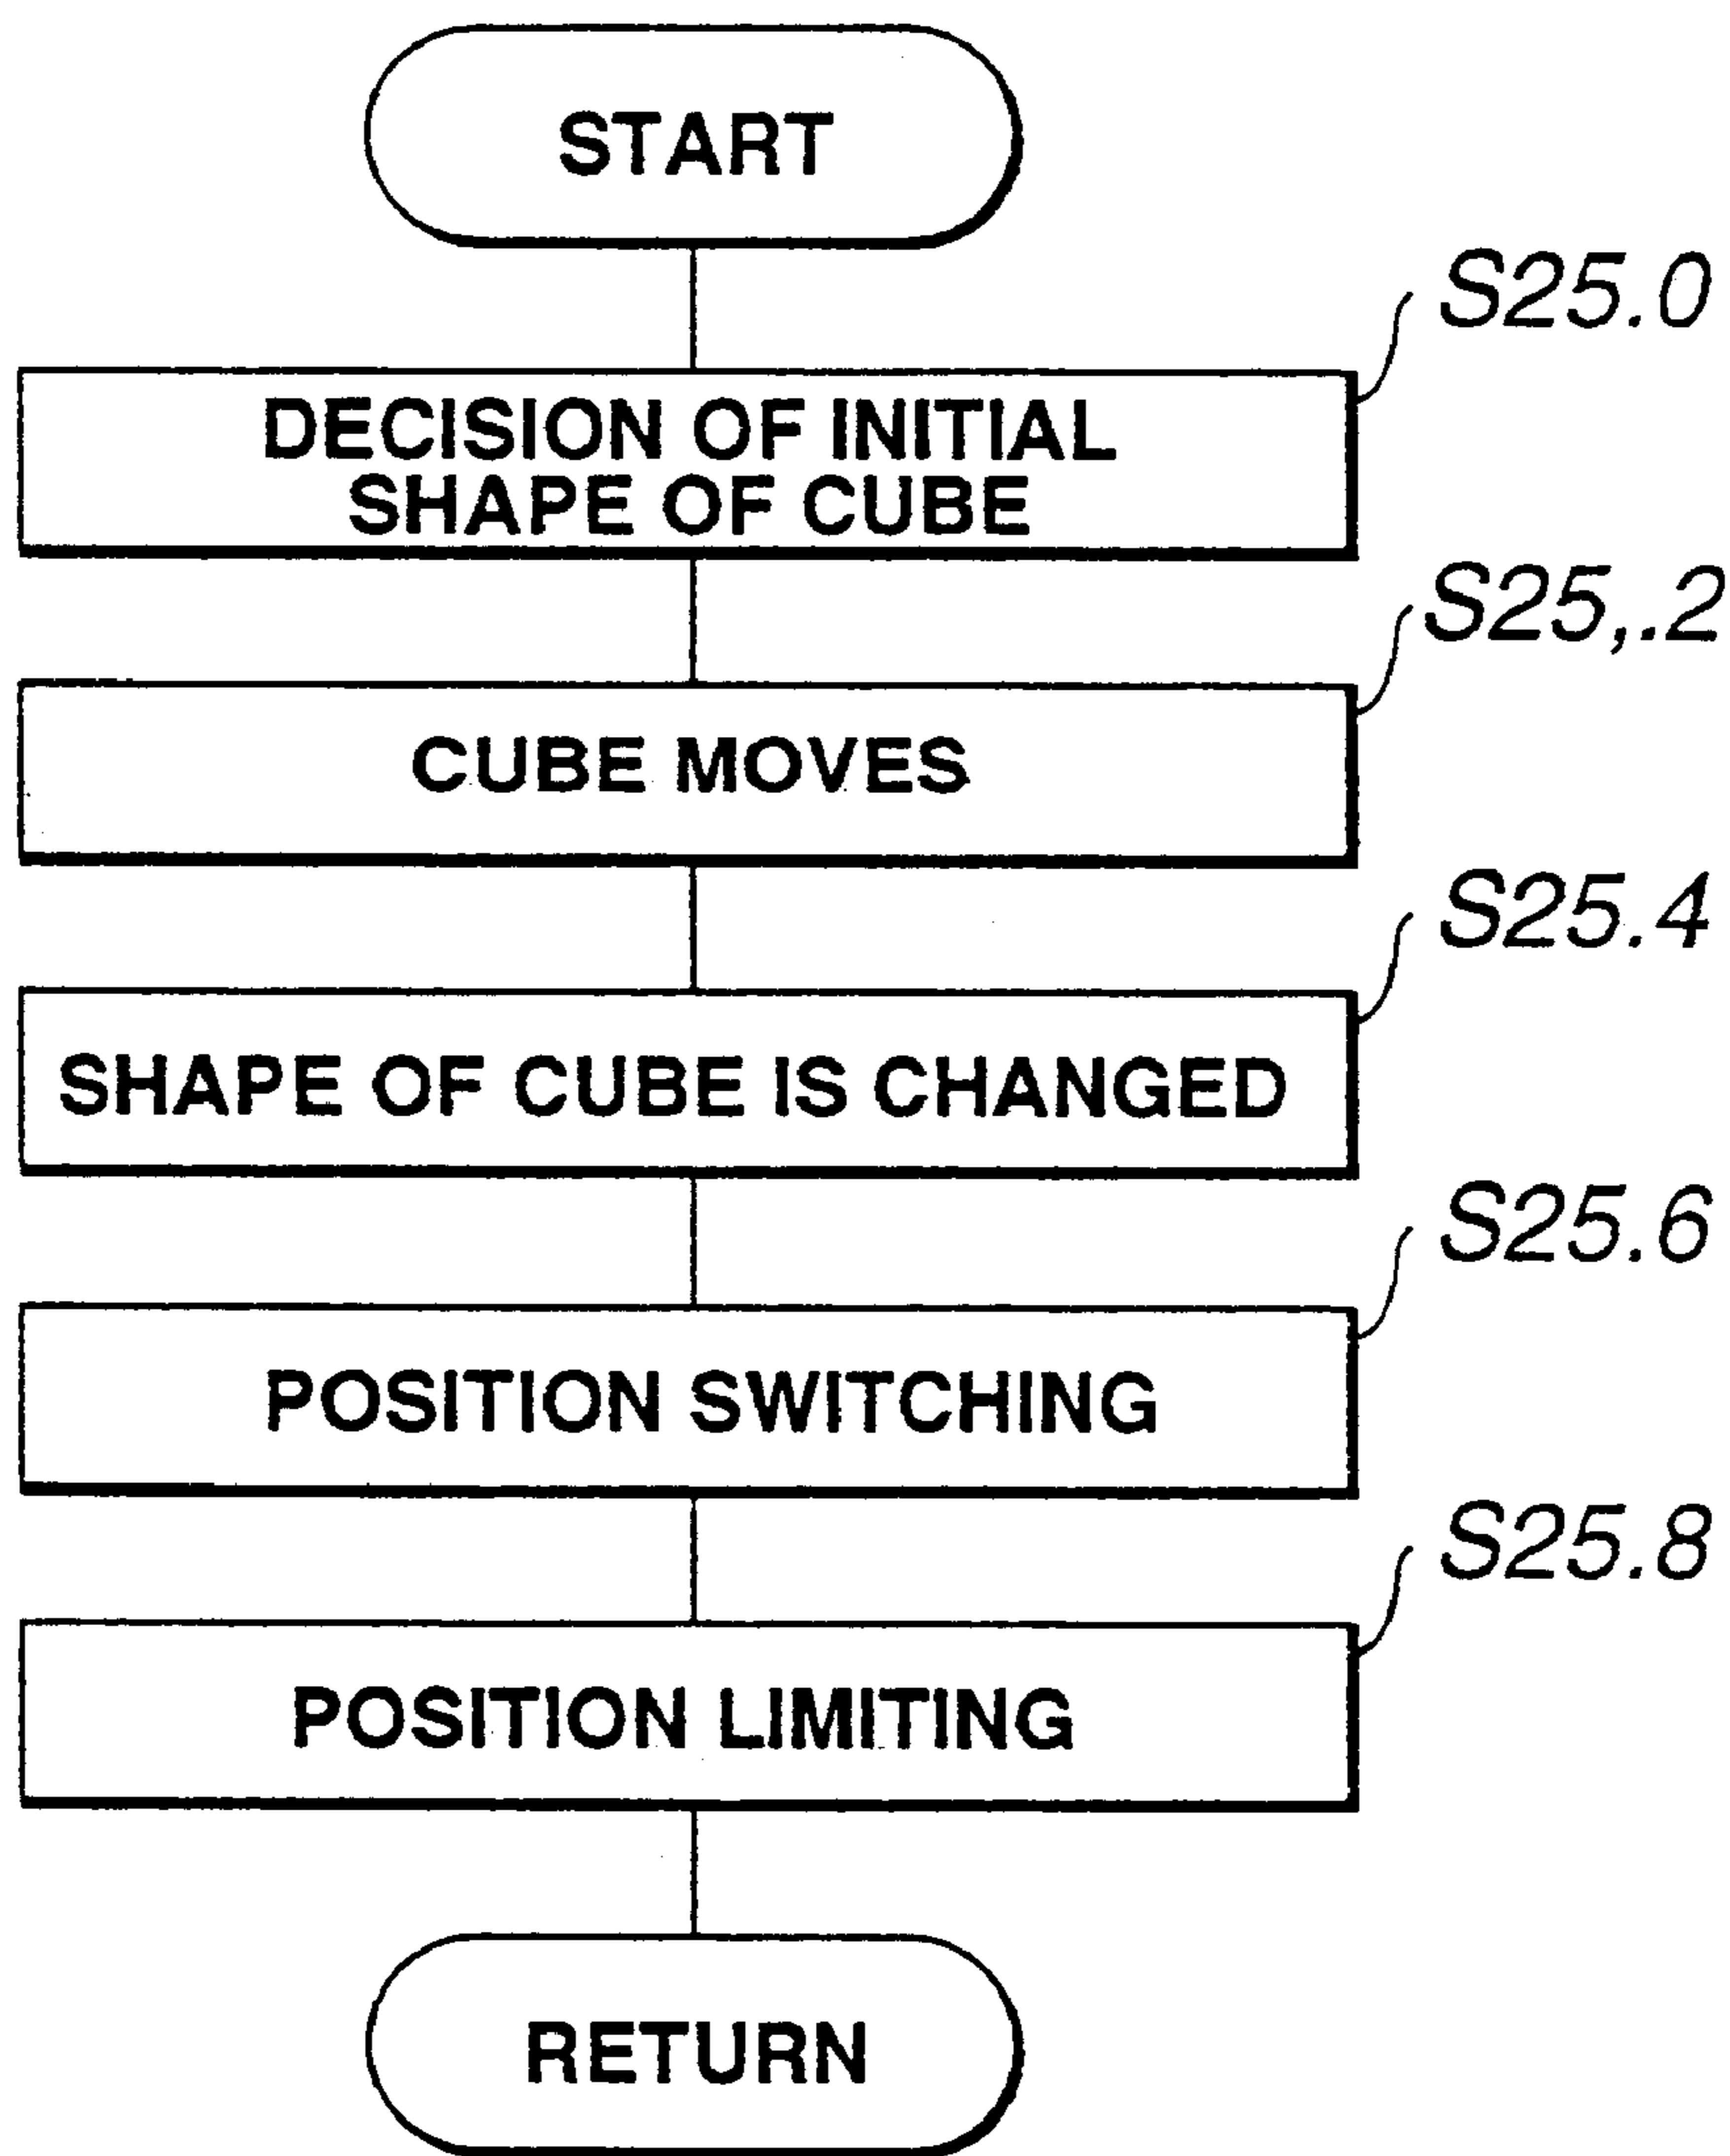 START
S25.0
DECISION OF INITIAL
SHAPE OF CUBE
S25,.2
CUBE MOVES
S25.4
SHAPE OF CUBE IS CHANGED
S25.6
POSITION SWITCHING
S25.8
POSITION LIMITING
RETURN